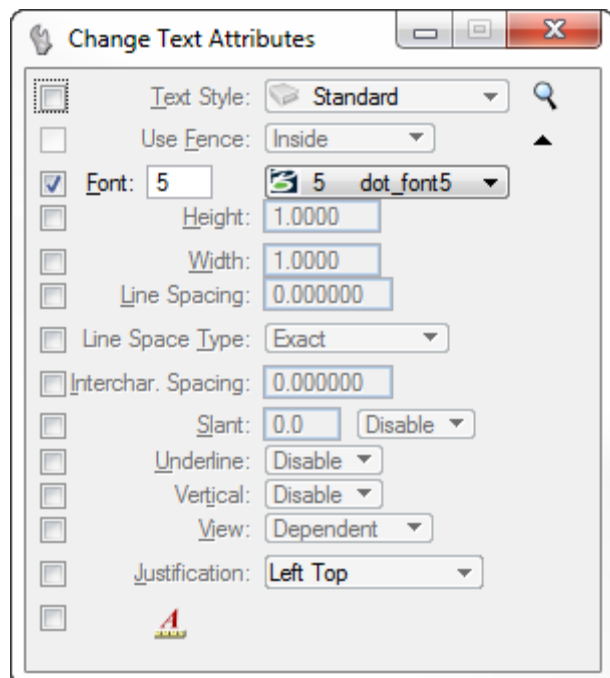 Change Text Attributes
Text Style: Standard
Use Fence: Inside
Font: 5 5 dot_font5
Height: 1.0000
Width: 1.0000
Line Spacing: 0.000000
Line Space Type: Exact
Interchar. Spacing: 0.000000
Slant: 0.0 Disable
Underline: Disable
Vertical: Disable
View: Dependent
Justification: Left Top
A